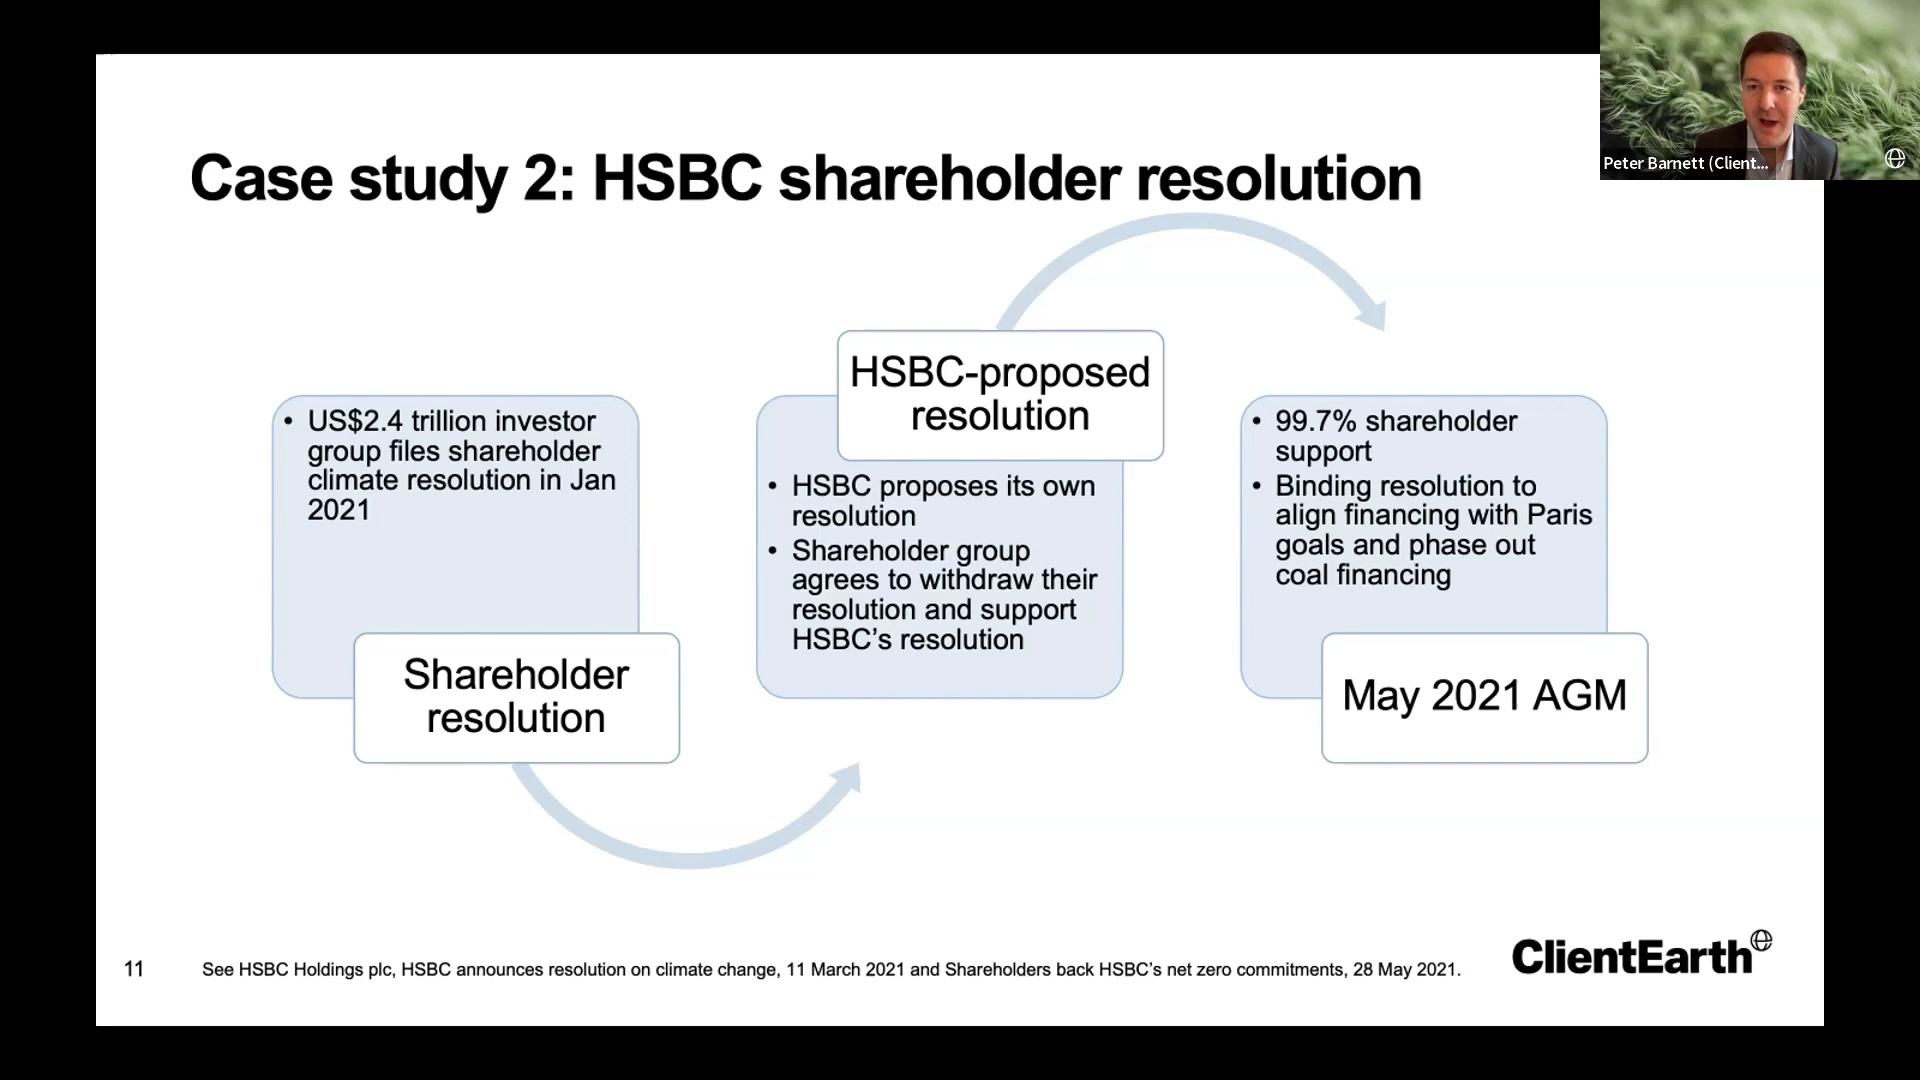 Case study 2: HSBC shareholder resolution
Peter Barnett (Client...
• US$2.4 trillion investor
group files shareholder
climate resolution in Jan
2021
Shareholder
resolution
HSBC-proposed
resolution
• HSBC proposes its own
resolution
• Shareholder group
agrees to withdraw their
resolution and support
HSBC’s resolution
• 99.7% shareholder
support
• Binding resolution to
align financing with Paris
goals and phase out
coal financing
May 2021 AGM
11
See HSBC Holdings plc, HSBC announces resolution on climate change, 11 March 2021 and Shareholders back HSBC’s net zero commitments, 28 May 2021.
ClientEarth